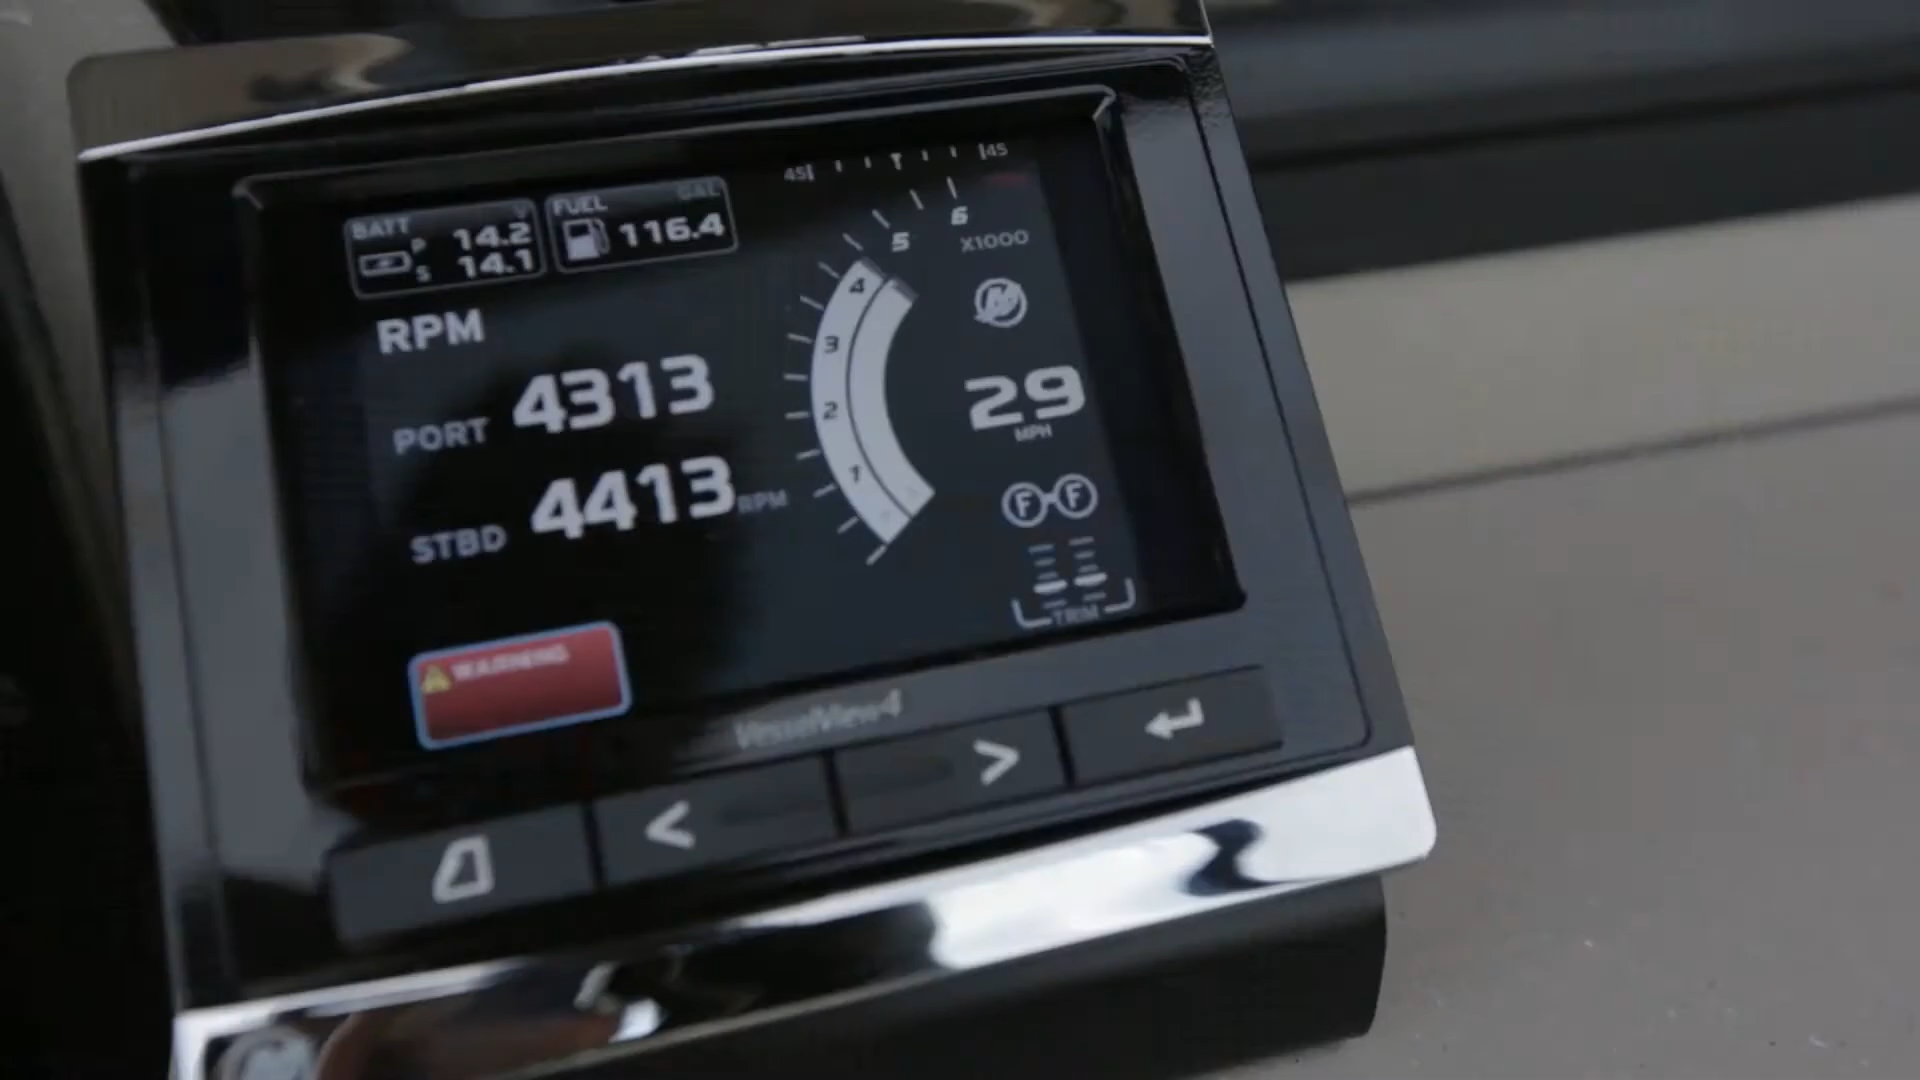 BATT V
P 14.2
S 14.1
FUEL GAL
116.4
45 45
RPM
PORT 4313
STBD 4413 RPM
6
5
4
3
2
1
X1000
29
MPH
F F
TRIM
WARNING
VesselView4
< >